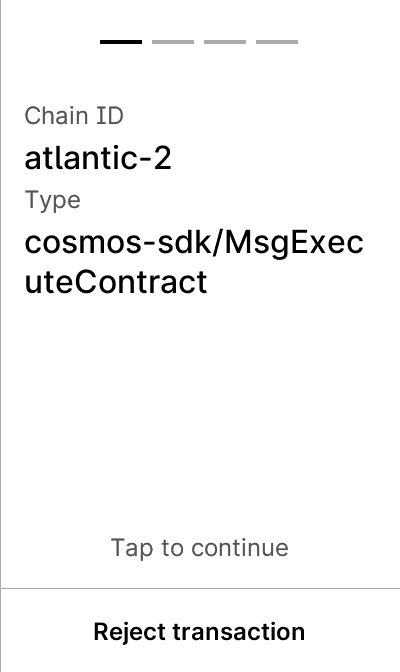 Chain ID
atlantic-2
Type
cosmos-sdk/MsgExec
uteContract
Tap to continue
Reject transaction